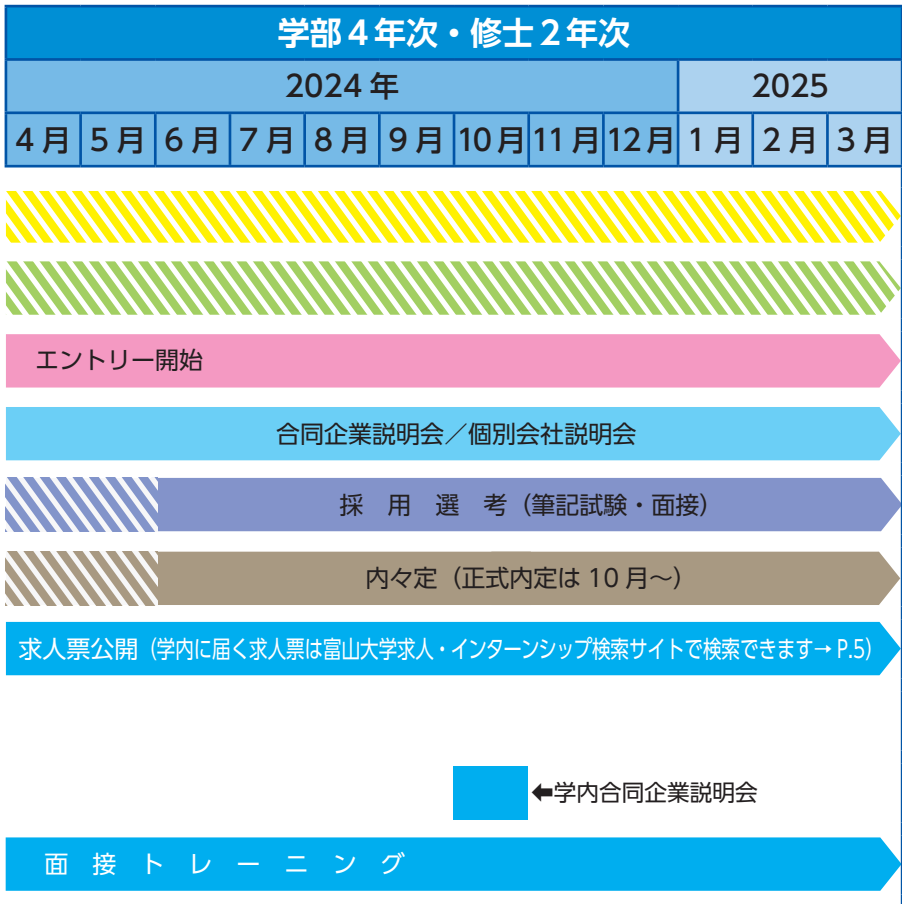 学部４年次・修士２年次
2024 年
2025
4 月 5 月 6 月 7 月 8 月 9 月 10月 11月 12月 1 月 2 月 3 月
エントリー開始
合同企業説明会／個別会社説明会
採　用　選　考（筆記試験・面接）
内々定（正式内定は 10 月～）
求人票公開（学内に届く求人票は富山大学求人・インターンシップ検索サイトで検索できます→ P.5）
⬅学内合同企業説明会
面　接　ト　レ　ー　ニ　ン　グ